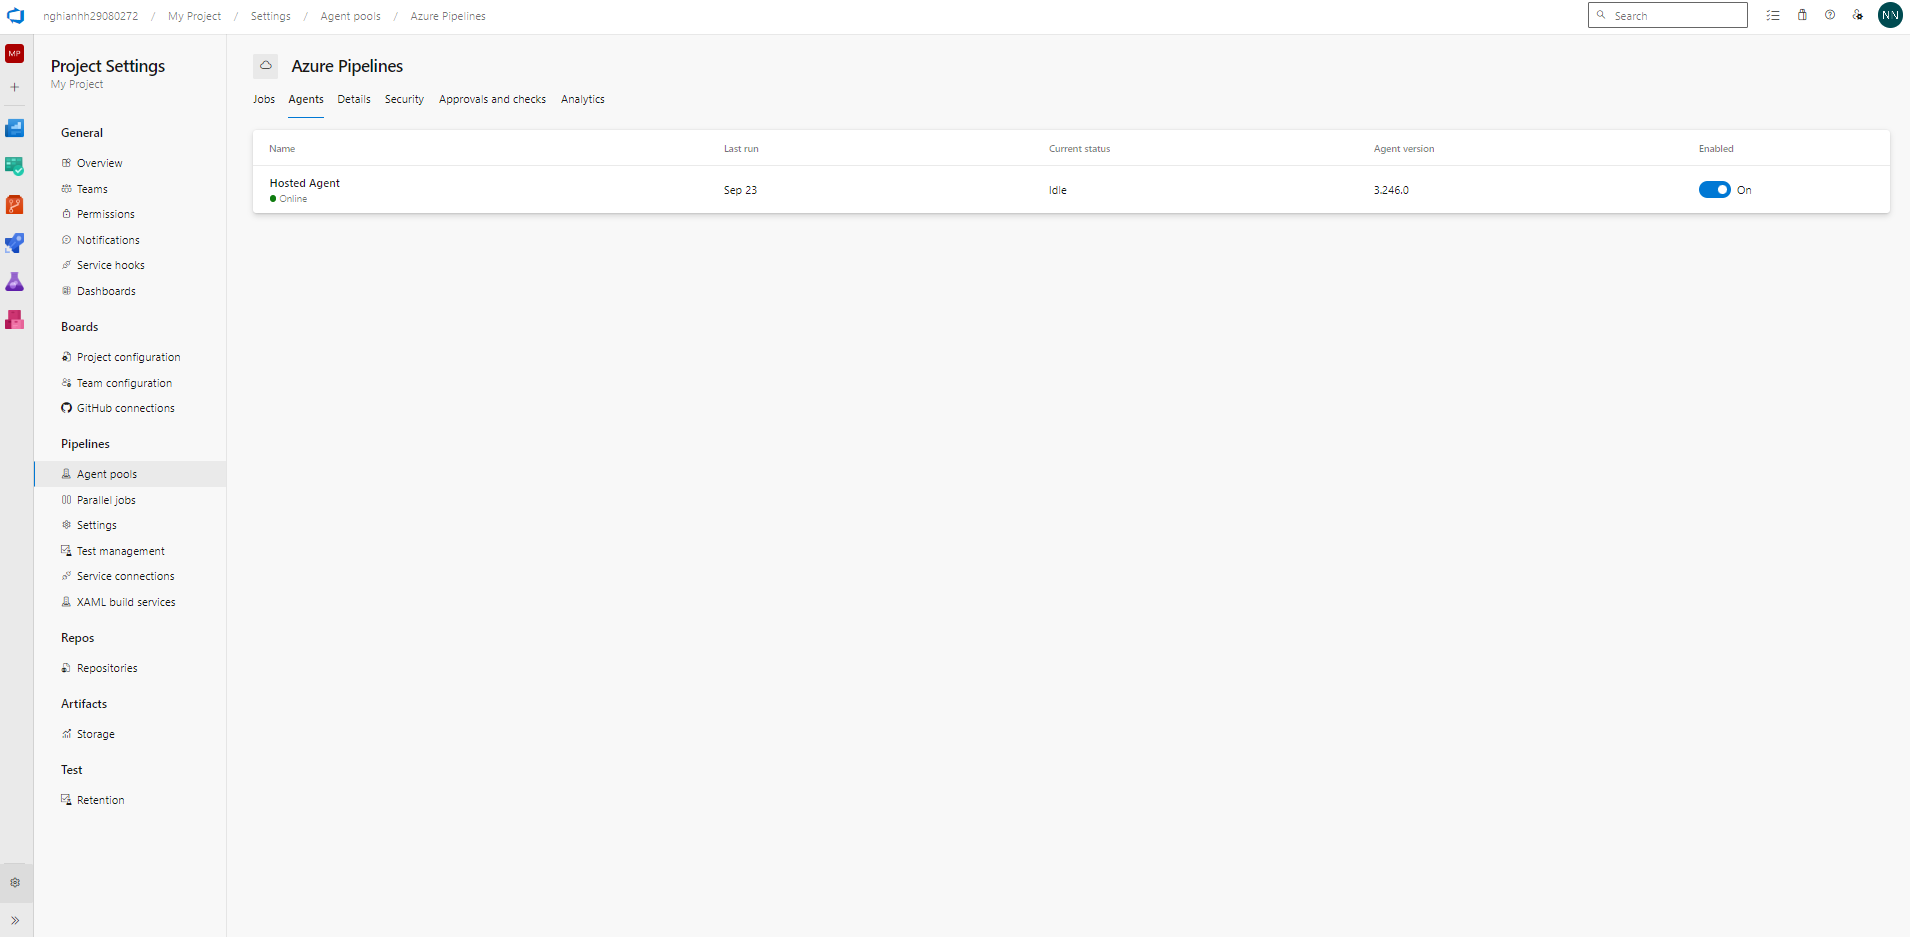 nghianhh29080272 / My Project / Settings / Agent pools / Azure Pipelines
Search
NN
MP
Project Settings
My Project
General
Overview
Teams
Permissions
Notifications
Service hooks
Dashboards
Boards
Project configuration
Team configuration
GitHub connections
Pipelines
Agent pools
Parallel jobs
Settings
Test management
Service connections
XAML build services
Repos
Repositories
Artifacts
Storage
Test
Retention
Azure Pipelines
Jobs Agents Details Security Approvals and checks Analytics
Name Last run Current status Agent version Enabled
Hosted Agent
Online
Sep 23 Idle 3.246.0 On